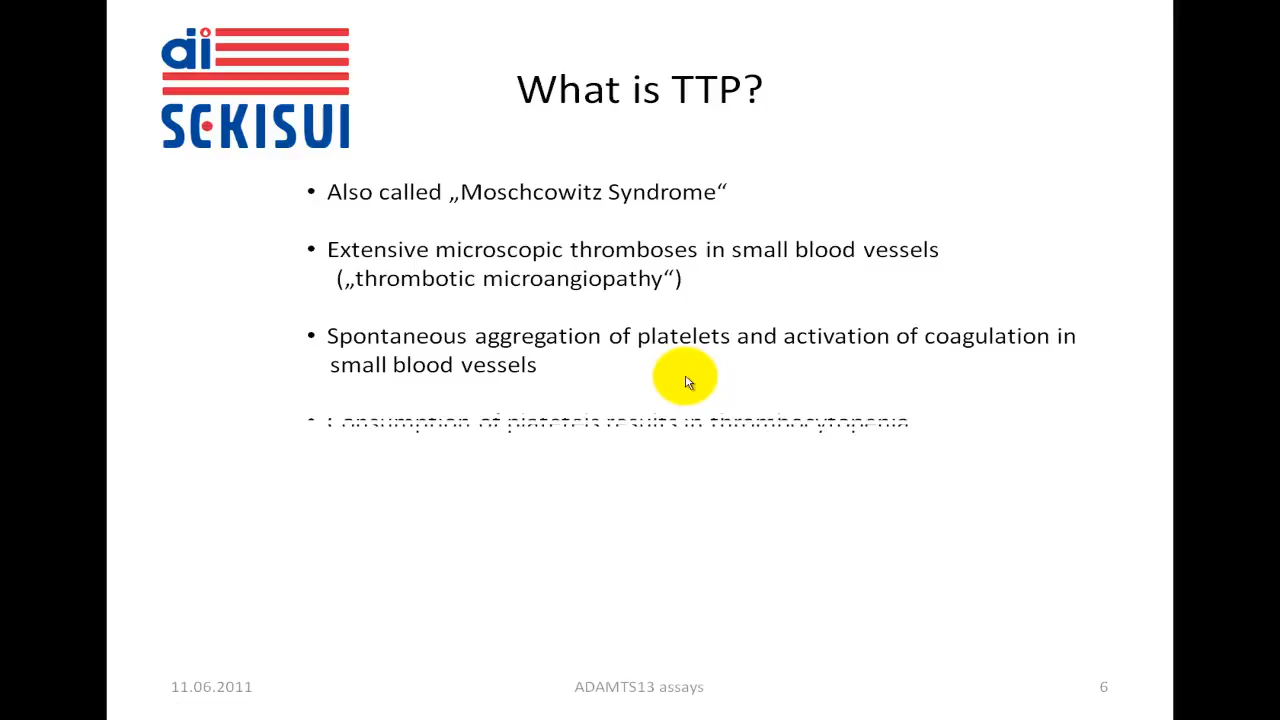 ai
SEKISUI
What is TTP?
• Also called „Moschcowitz Syndrome“
• Extensive microscopic thromboses in small blood vessels
(„thrombotic microangiopathy“)
• Spontaneous aggregation of platelets and activation of coagulation in
small blood vessels
• Consumption of platetels results in thrombocytopenia
11.06.2011
ADAMTS13 assays
6